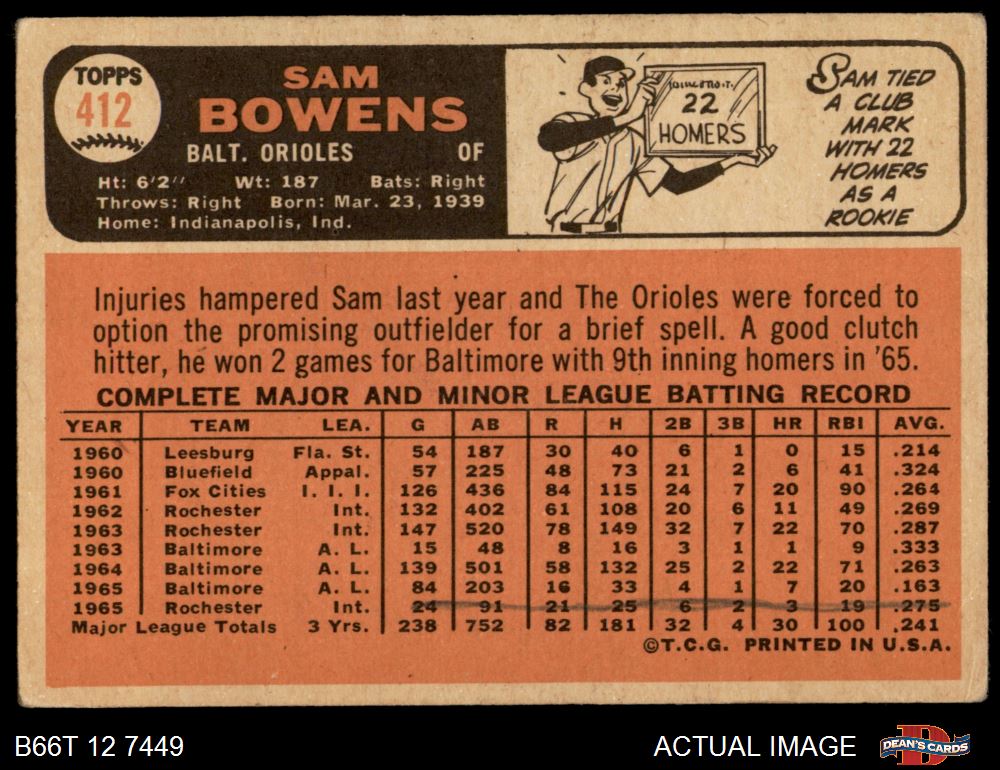 TOPPS
412
SAM
BOWENS
BALT. ORIOLES OF
Ht: 6'2" Wt: 187 Bats: Right
Throws: Right Born: Mar. 23, 1939
Home: Indianapolis, Ind.
22
HOMERS
SAM TIED
A CLUB
MARK
WITH 22
HOMERS
AS A
ROOKIE
Injuries hampered Sam last year and The Orioles were forced to
option the promising outfielder for a brief spell. A good clutch
hitter, he won 2 games for Baltimore with 9th inning homers in '65.
COMPLETE MAJOR AND MINOR LEAGUE BATTING RECORD
YEAR TEAM LEA. G AB R H 2B 3B HR RBI AVG.
1960 Leesburg Fla. St. 54 187 30 40 6 1 0 15 .214
1960 Bluefield Appal. 57 225 48 73 21 2 6 41 .324
1961 Fox Cities I. I. I. 126 436 84 115 24 7 20 90 .264
1962 Rochester Int. 132 402 61 108 20 6 11 49 .269
1963 Rochester Int. 147 520 78 149 32 7 22 70 .287
1963 Baltimore A. L. 15 48 8 16 3 1 1 9 .333
1964 Baltimore A. L. 139 501 58 132 25 2 22 71 .263
1965 Baltimore A. L. 84 203 16 33 4 1 7 20 .163
1965 Rochester Int. 24 91 21 25 6 2 3 19 .275
Major League Totals 3 Yrs. 238 752 82 181 32 4 30 100 .241
©T.C.G. PRINTED IN U.S.A.
B66T 12 7449
ACTUAL IMAGE
D
DEAN'S CARDS